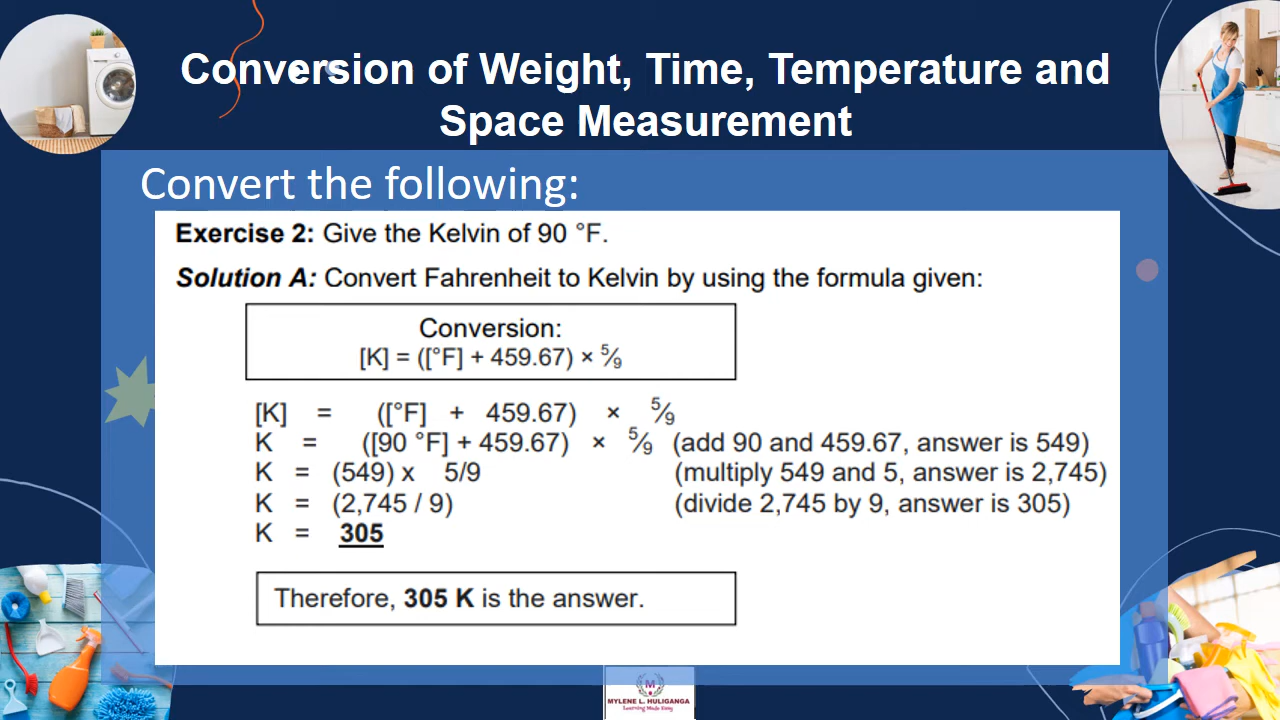 Conversion of Weight, Time, Temperature and
Space Measurement
Convert the following:
Exercise 2: Give the Kelvin of 90 °F.
Solution A: Convert Fahrenheit to Kelvin by using the formula given:
Conversion:
[K] = ([°F] + 459.67) × ⁵⁄₉
[K] = ([°F] + 459.67) × ⁵⁄₉
K = ([90 °F] + 459.67) × ⁵⁄₉ (add 90 and 459.67, answer is 549)
K = (549) x 5/9 (multiply 549 and 5, answer is 2,745)
K = (2,745 / 9) (divide 2,745 by 9, answer is 305)
K = 305
Therefore, 305 K is the answer.
M
MYLENE L. HULIGANGA
Learning Made Easy